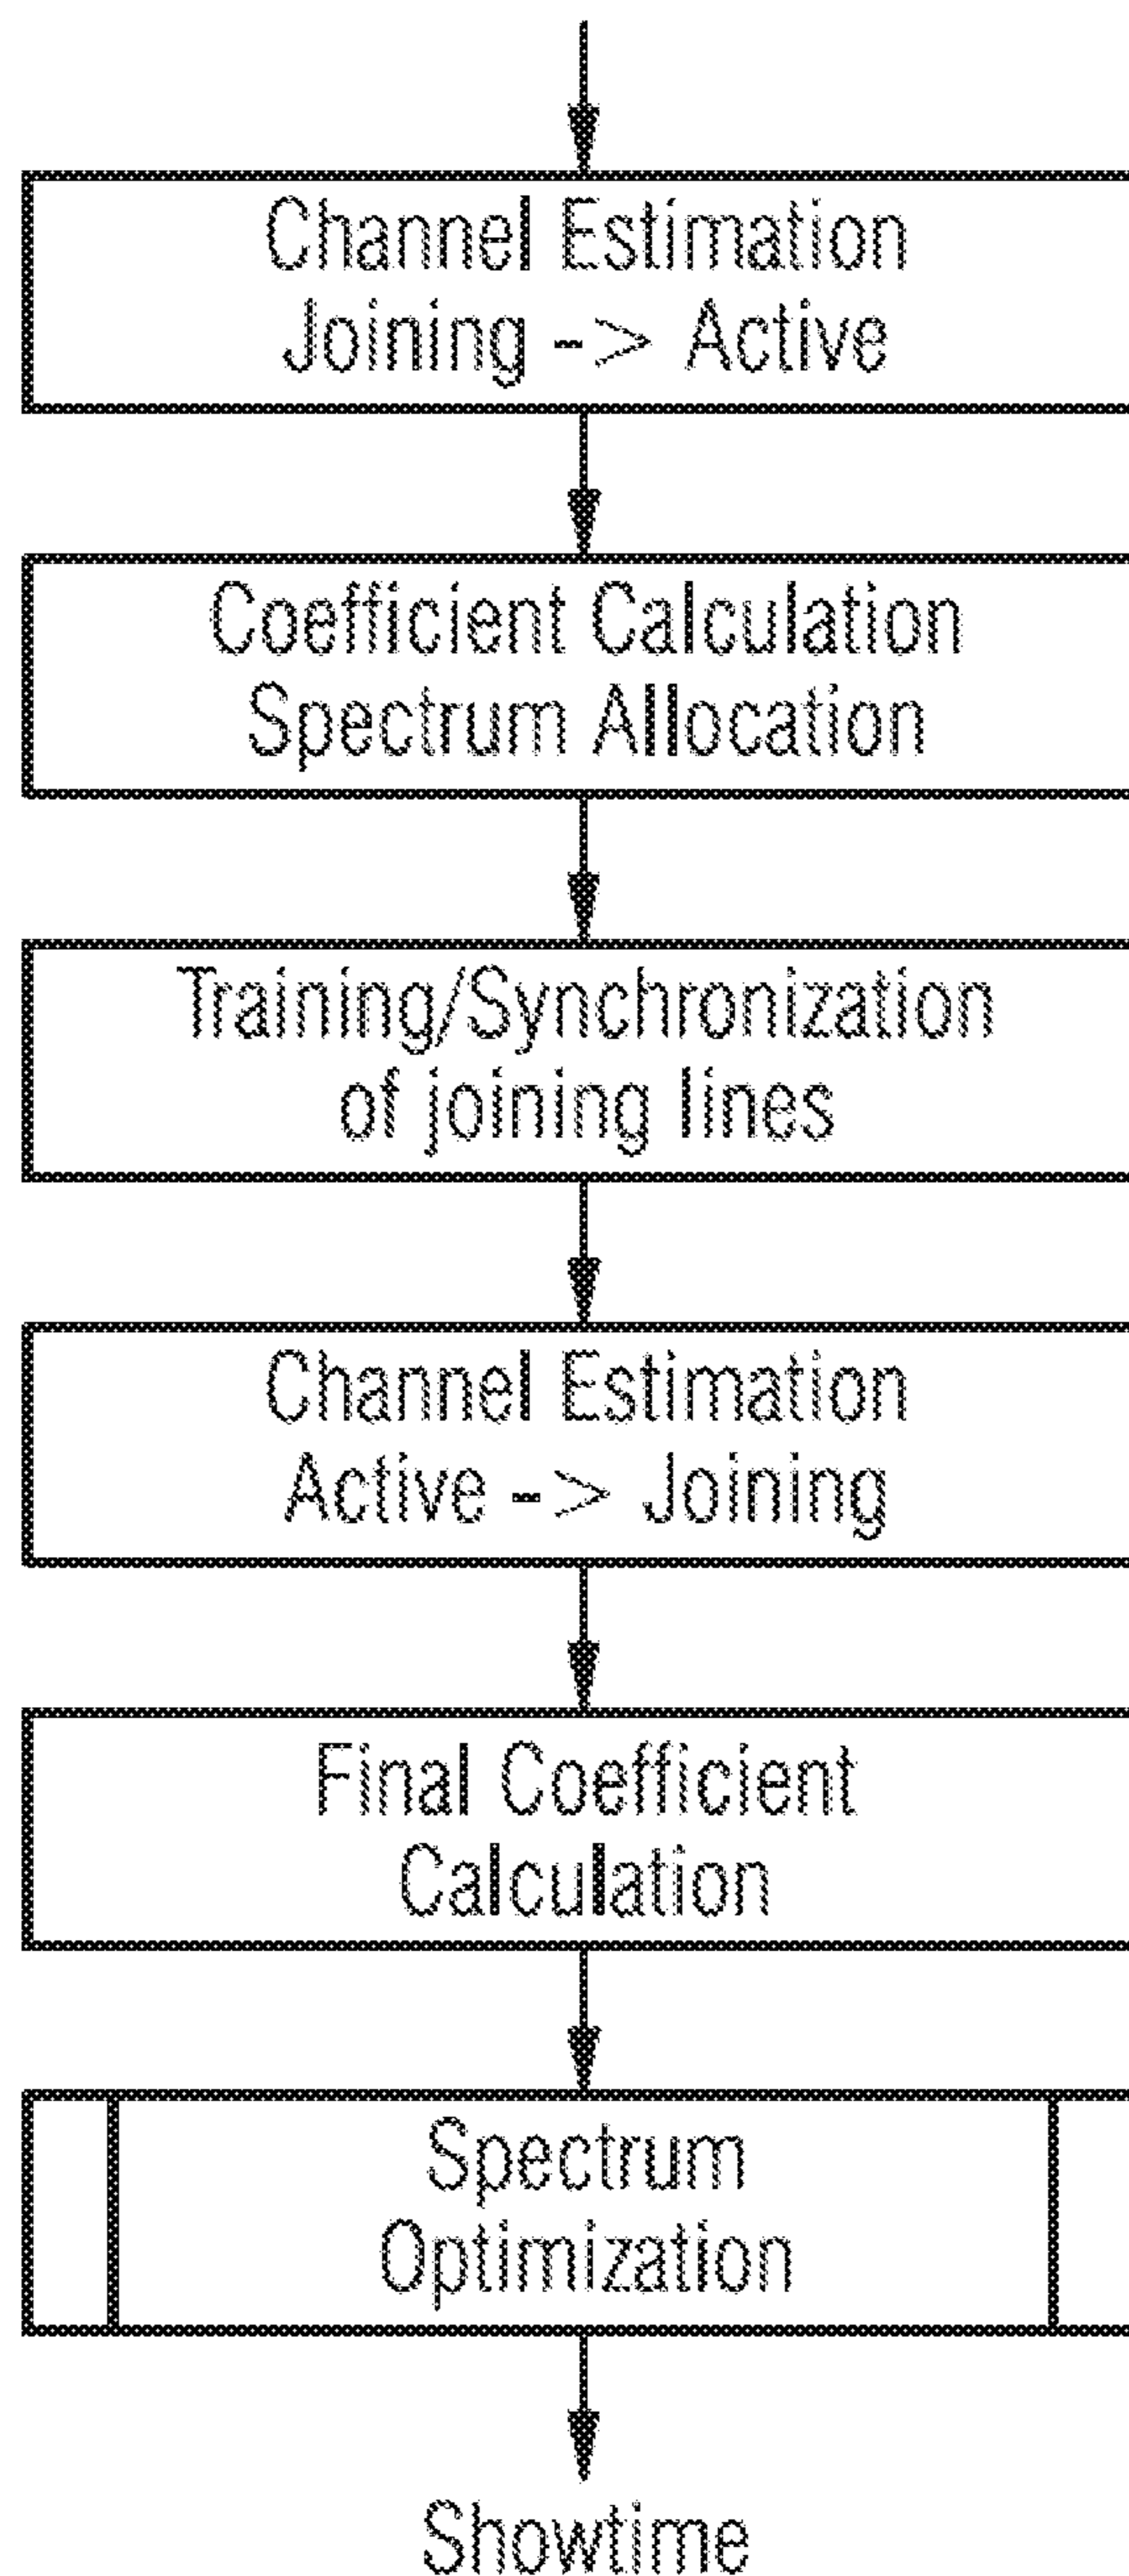 Channel Estimation
Joining --> Active
Coefficient Calculation
Spectrum Allocation
Training/Synchronization
of joining lines
Channel Estimation
Active --> Joining
Final Coefficient
Calculation
Spectrum
Optimization
Showtime